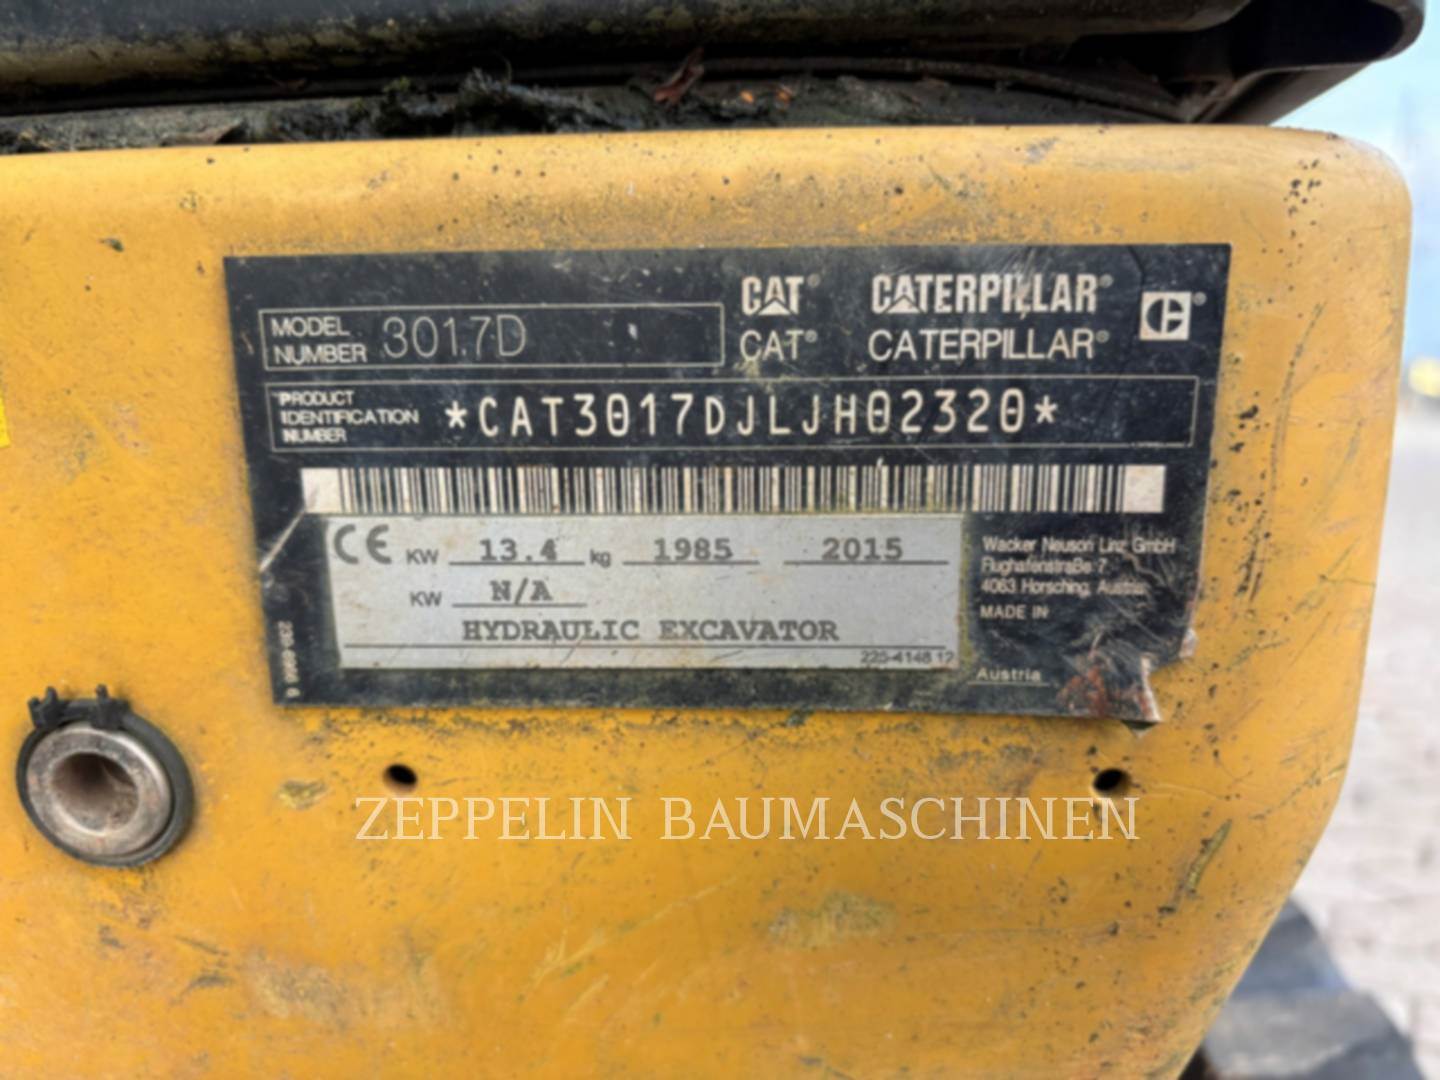 CAT® CATERPILLAR®
CAT® CATERPILLAR®
MODEL NUMBER 301.7D
PRODUCT IDENTIFICATION NUMBER *CAT3017DJLJH02320*
CE KW 13.4 kg 1985 2015
KW N/A
HYDRAULIC EXCAVATOR
225-4148 12
Wacker Neuson Linz GmbH
Flughafenstraße 7
4063 Horsching, Austria
MADE IN
Austria
ZEPPELIN BAUMASCHINEN